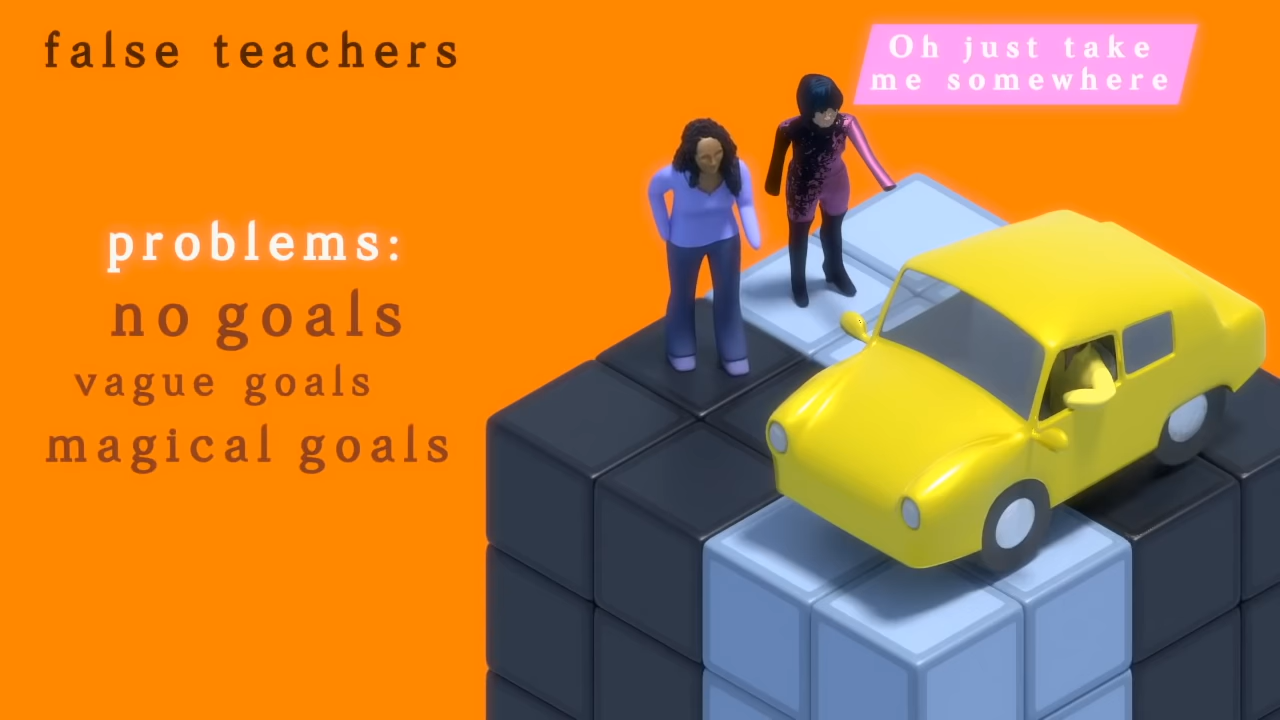 false teachers
Oh just take
me somewhere
problems:
no goals
vague goals
magical goals